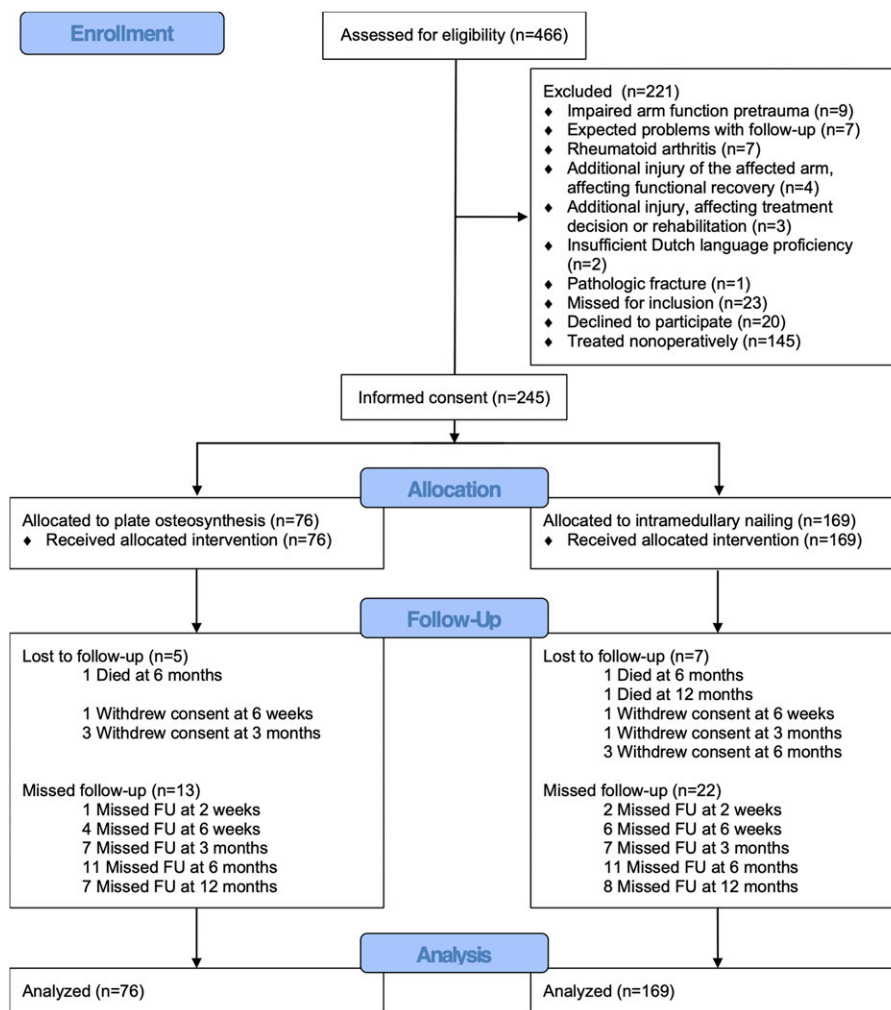 Enrollment
Assessed for eligibility (n=466)
Excluded (n=221)
♦ Impaired arm function pretrauma (n=9)
♦ Expected problems with follow-up (n=7)
♦ Rheumatoid arthritis (n=7)
♦ Additional injury of the affected arm,
affecting functional recovery (n=4)
♦ Additional injury, affecting treatment
decision or rehabilitation (n=3)
♦ Insufficient Dutch language proficiency
(n=2)
♦ Pathologic fracture (n=1)
♦ Missed for inclusion (n=23)
♦ Declined to participate (n=20)
♦ Treated nonoperatively (n=145)
Informed consent (n=245)
Allocation
Allocated to plate osteosynthesis (n=76)
♦ Received allocated intervention (n=76)
Allocated to intramedullary nailing (n=169)
♦ Received allocated intervention (n=169)
Follow-Up
Lost to follow-up (n=5)
1 Died at 6 months
1 Withdrew consent at 6 weeks
3 Withdrew consent at 3 months
Missed follow-up (n=13)
1 Missed FU at 2 weeks
4 Missed FU at 6 weeks
7 Missed FU at 3 months
11 Missed FU at 6 months
7 Missed FU at 12 months
Lost to follow-up (n=7)
1 Died at 6 months
1 Died at 12 months
1 Withdrew consent at 6 weeks
1 Withdrew consent at 3 months
3 Withdrew consent at 6 months
Missed follow-up (n=22)
2 Missed FU at 2 weeks
6 Missed FU at 6 weeks
7 Missed FU at 3 months
11 Missed FU at 6 months
8 Missed FU at 12 months
Analysis
Analyzed (n=76)
Analyzed (n=169)